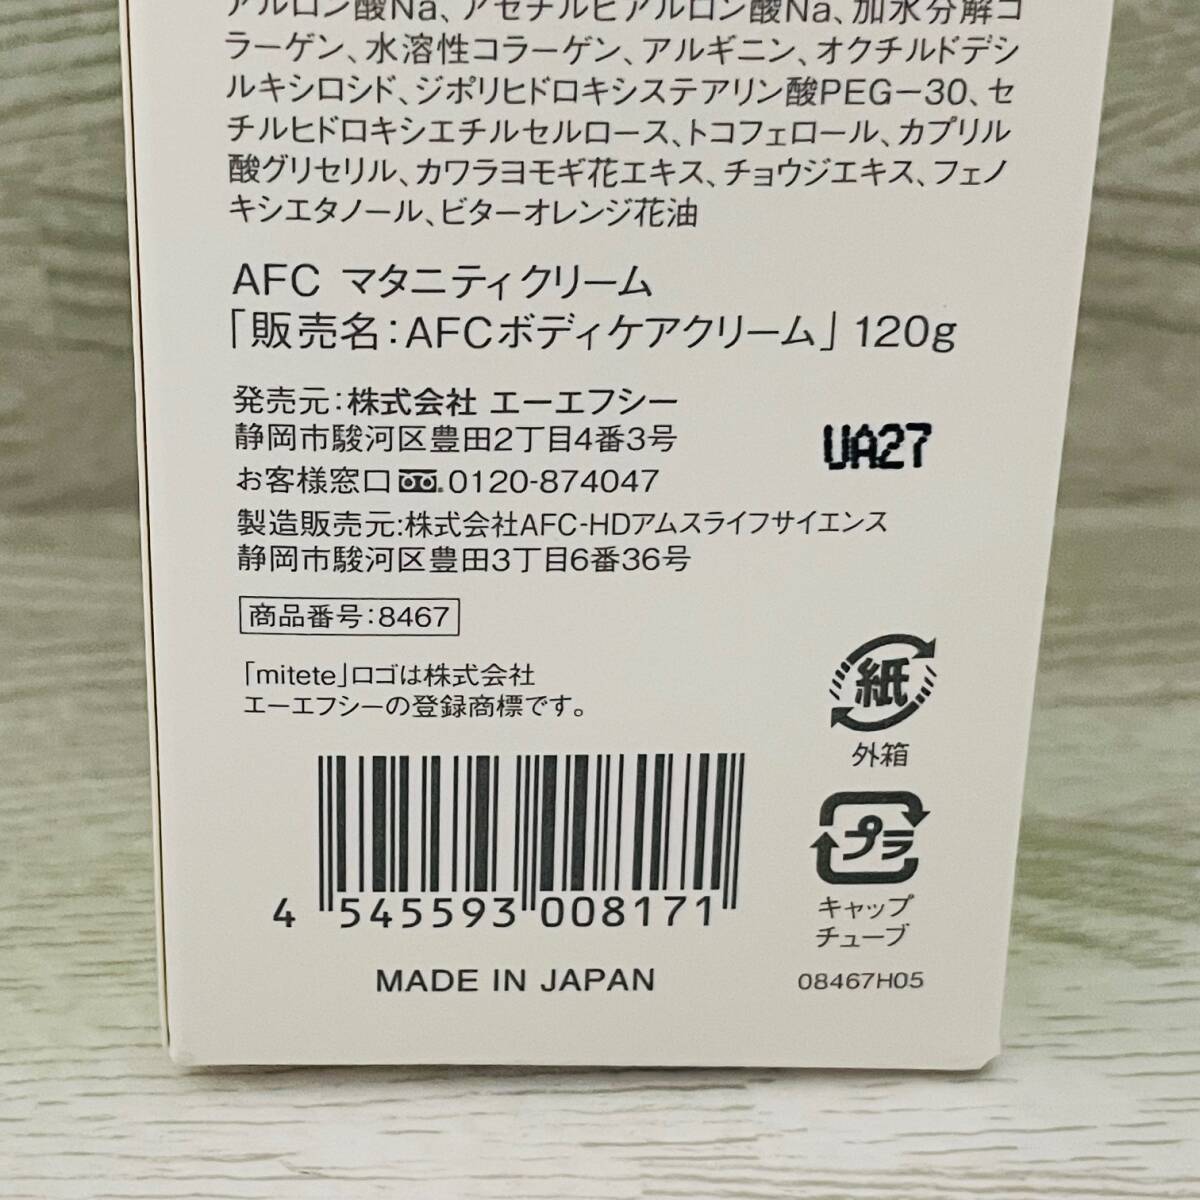 アルロン酸Na、アセチルヒアルロン酸Na、加水分解コ
ラーゲン、水溶性コラーゲン、アルギニン、オクチルドデシ
ルキシロシド、ジポリヒドロキシステアリン酸PEG－30、セ
チルヒドロキシエチルセルロース、トコフェロール、カプリル
酸グリセリル、カワラヨモギ花エキス、チョウジエキス、フェノ
キシエタノール、ビターオレンジ花油
AFC マタニティクリーム
「販売名：AFCボディケアクリーム」120g
発売元：株式会社 エーエフシー
静岡市駿河区豊田2丁目4番3号
UA27
お客様窓口 0120-874047
製造販売元:株式会社AFC-HDアムスライフサイエンス
静岡市駿河区豊田3丁目6番36号
商品番号:8467
「mitete」ロゴは株式会社
エーエフシーの登録商標です。
紙
外箱
プラ
キャップ
チューブ
4 545593 008171
MADE IN JAPAN
08467H05